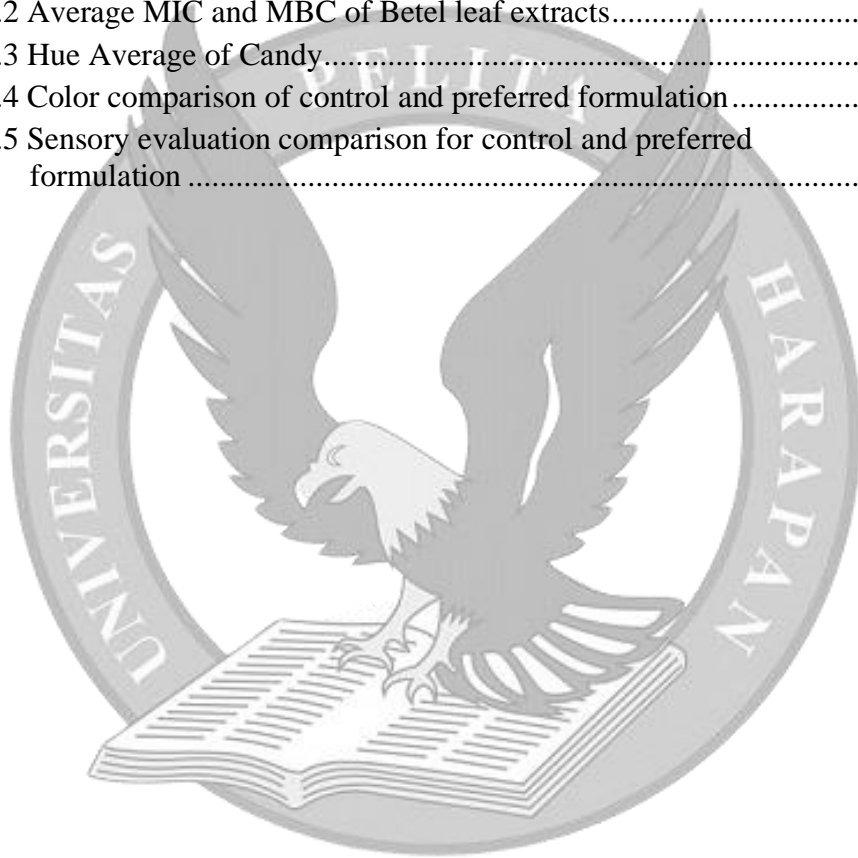 .2 Average MIC and MBC of Betel leaf extracts..............................
.3 Hue Average of Candy...................................................................
.4 Color comparison of control and preferred formulation................
.5 Sensory evaluation comparison for control and preferred
formulation ....................................................................................
UNIVERSITAS PELITA HARAPAN